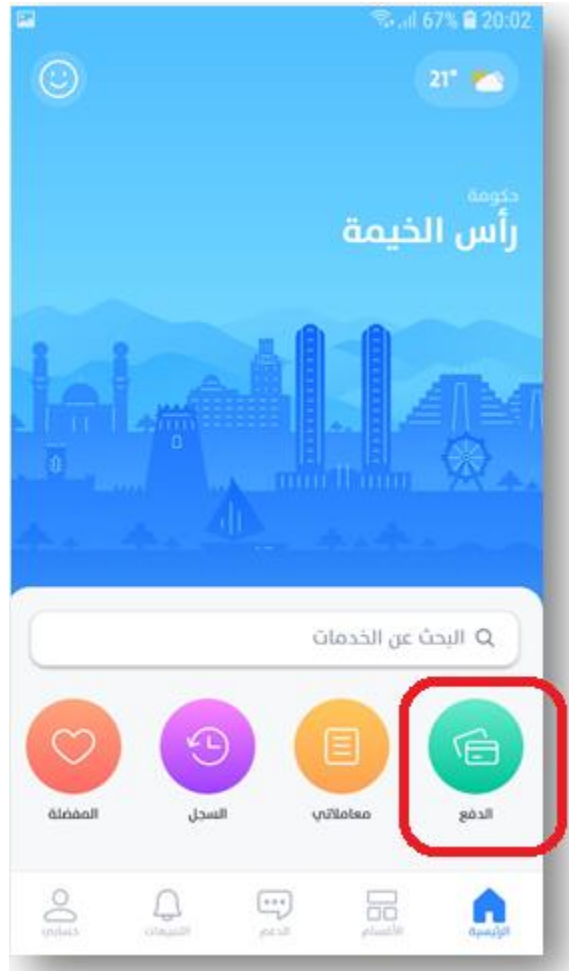 67% 20:02
21°
حكومة
رأس الخيمة
البحث عن الخدمات
الدفع
معاملاتي
السجل
المفضلة
الرئيسية
الأقسام
الدعم
التنبيهات
حسابي